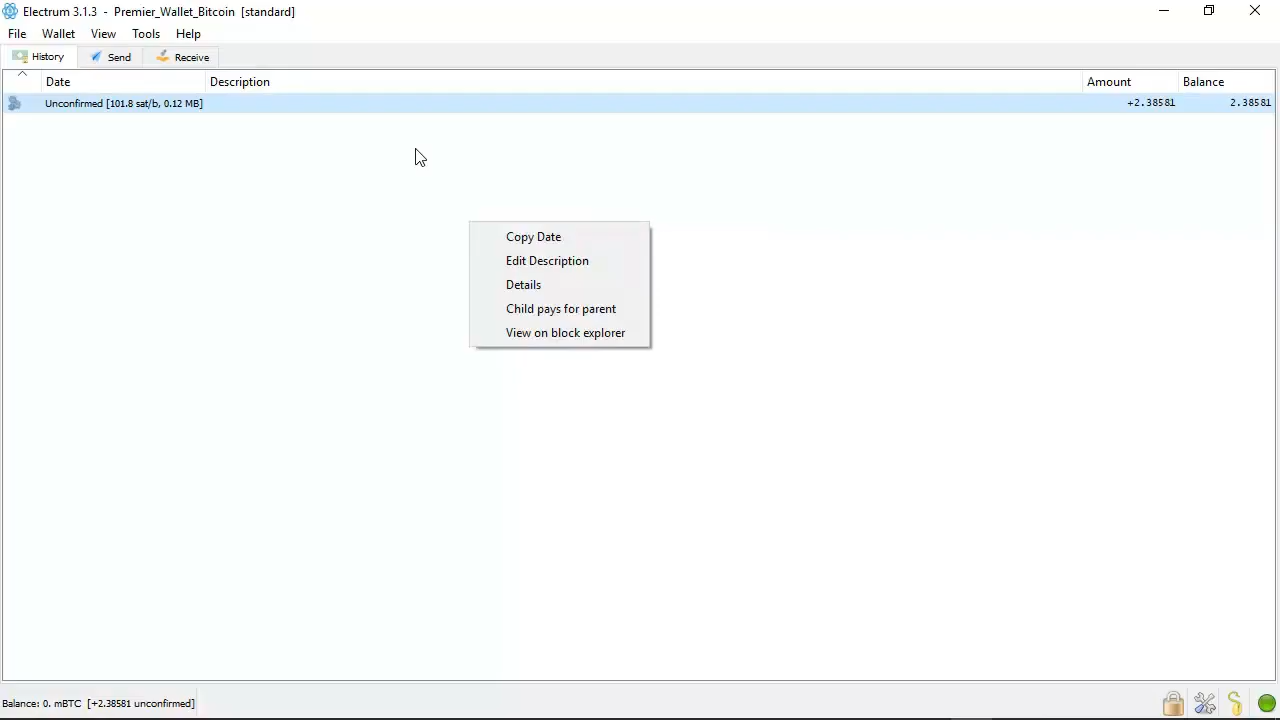 Electrum 3.1.3 - Premier_Wallet_Bitcoin [standard]
File Wallet View Tools Help
History Send Receive
Date Description Amount Balance
Unconfirmed [101.8 sat/b, 0.12 MB] +2.38581 2.38581
Copy Date
Edit Description
Details
Child pays for parent
View on block explorer
Balance: 0. mBTC [+2.38581 unconfirmed]